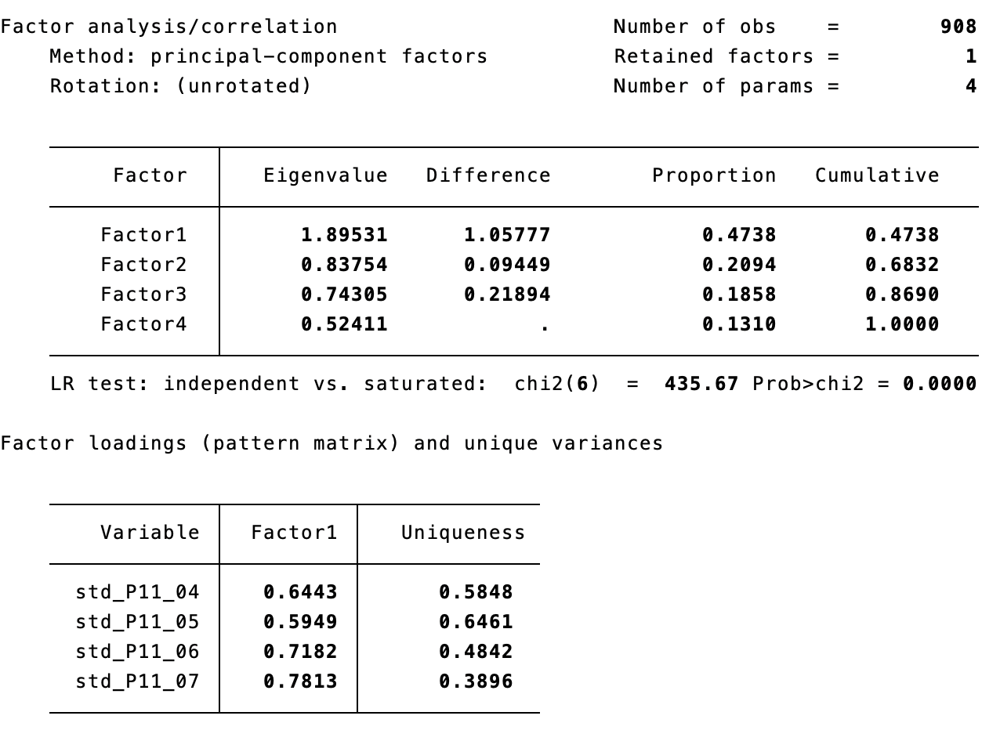 Factor analysis/correlation                      Number of obs    =        908
    Method: principal-component factors          Retained factors =          1
    Rotation: (unrotated)                        Number of params =          4
Factor Eigenvalue Difference Proportion Cumulative
Factor1 1.89531 1.05777 0.4738 0.4738
Factor2 0.83754 0.09449 0.2094 0.6832
Factor3 0.74305 0.21894 0.1858 0.8690
Factor4 0.52411 . 0.1310 1.0000
LR test: independent vs. saturated:  chi2(6)  =  435.67 Prob>chi2 = 0.0000
Factor loadings (pattern matrix) and unique variances
Variable Factor1 Uniqueness
std_P11_04 0.6443 0.5848
std_P11_05 0.5949 0.6461
std_P11_06 0.7182 0.4842
std_P11_07 0.7813 0.3896